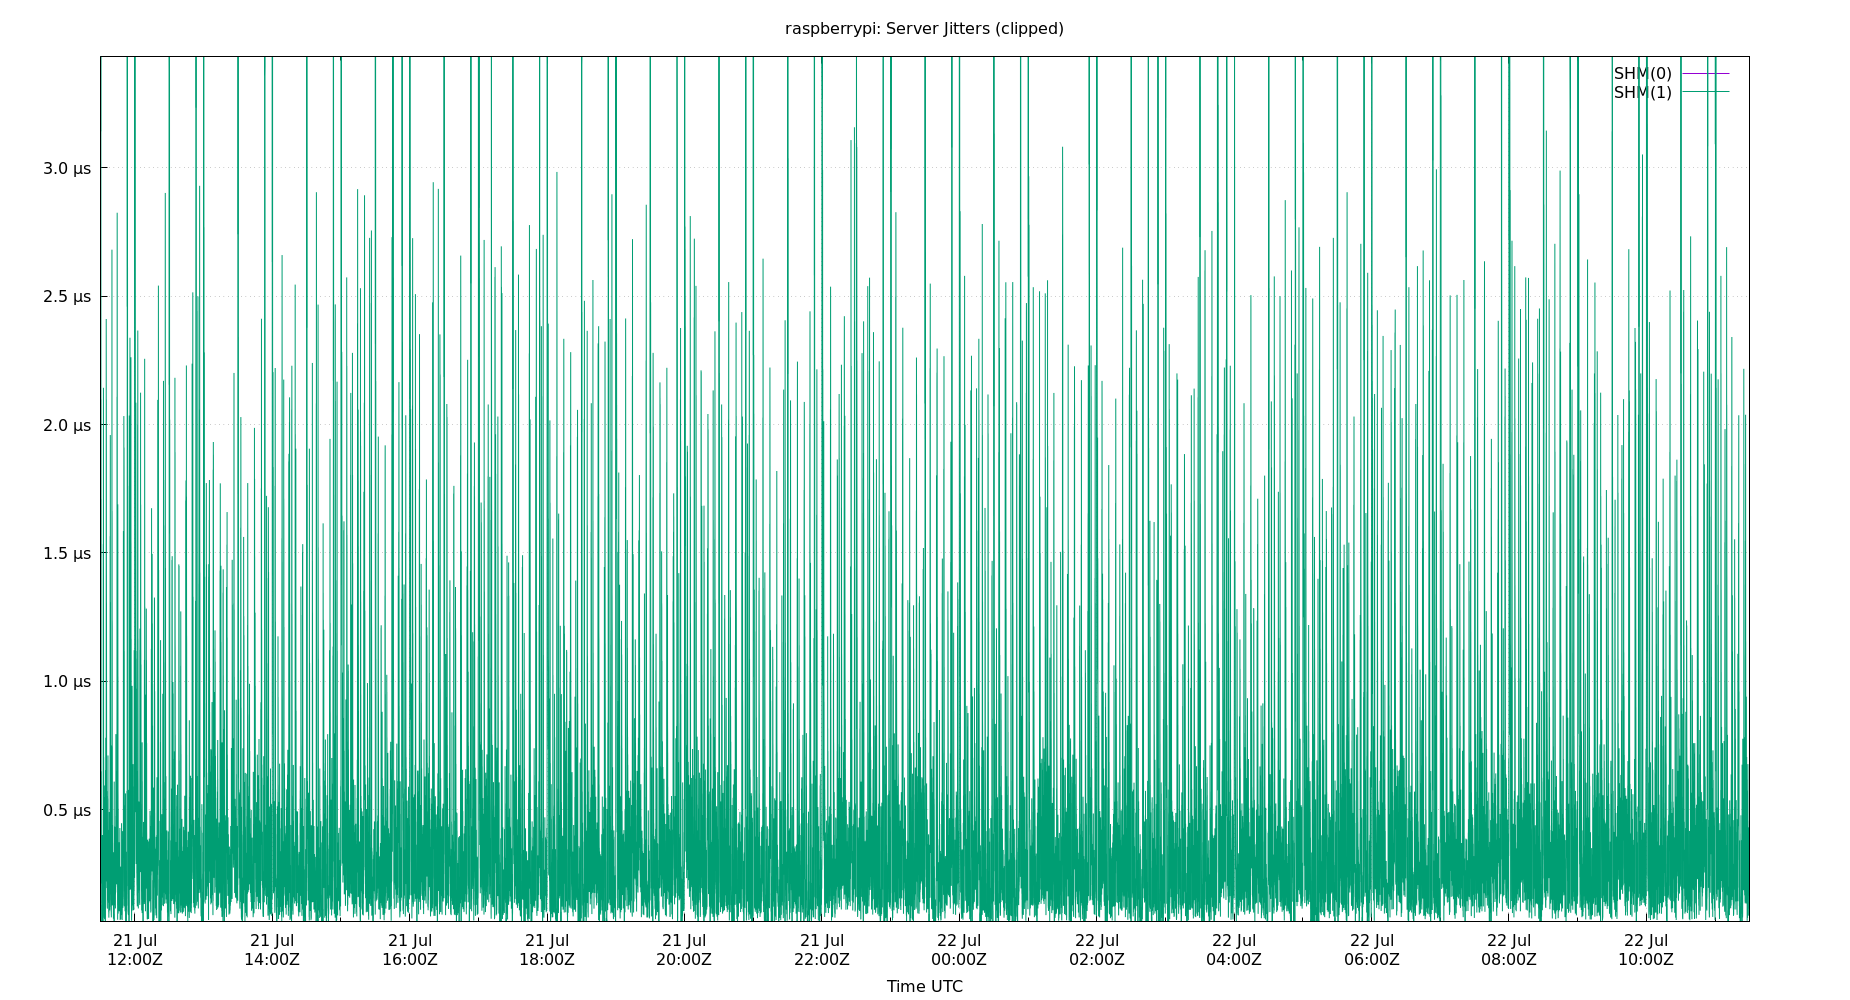 raspberrypi: Server Jitters (clipped)
SHM(0)
SHM(1)
3.0 µs
2.5 µs
2.0 µs
1.5 µs
1.0 µs
0.5 µs
21 Jul 21 Jul 21 Jul 21 Jul 21 Jul 21 Jul 22 Jul 22 Jul 22 Jul 22 Jul 22 Jul 22 Jul
12:00Z 14:00Z 16:00Z 18:00Z 20:00Z 22:00Z 00:00Z 02:00Z 04:00Z 06:00Z 08:00Z 10:00Z
Time UTC